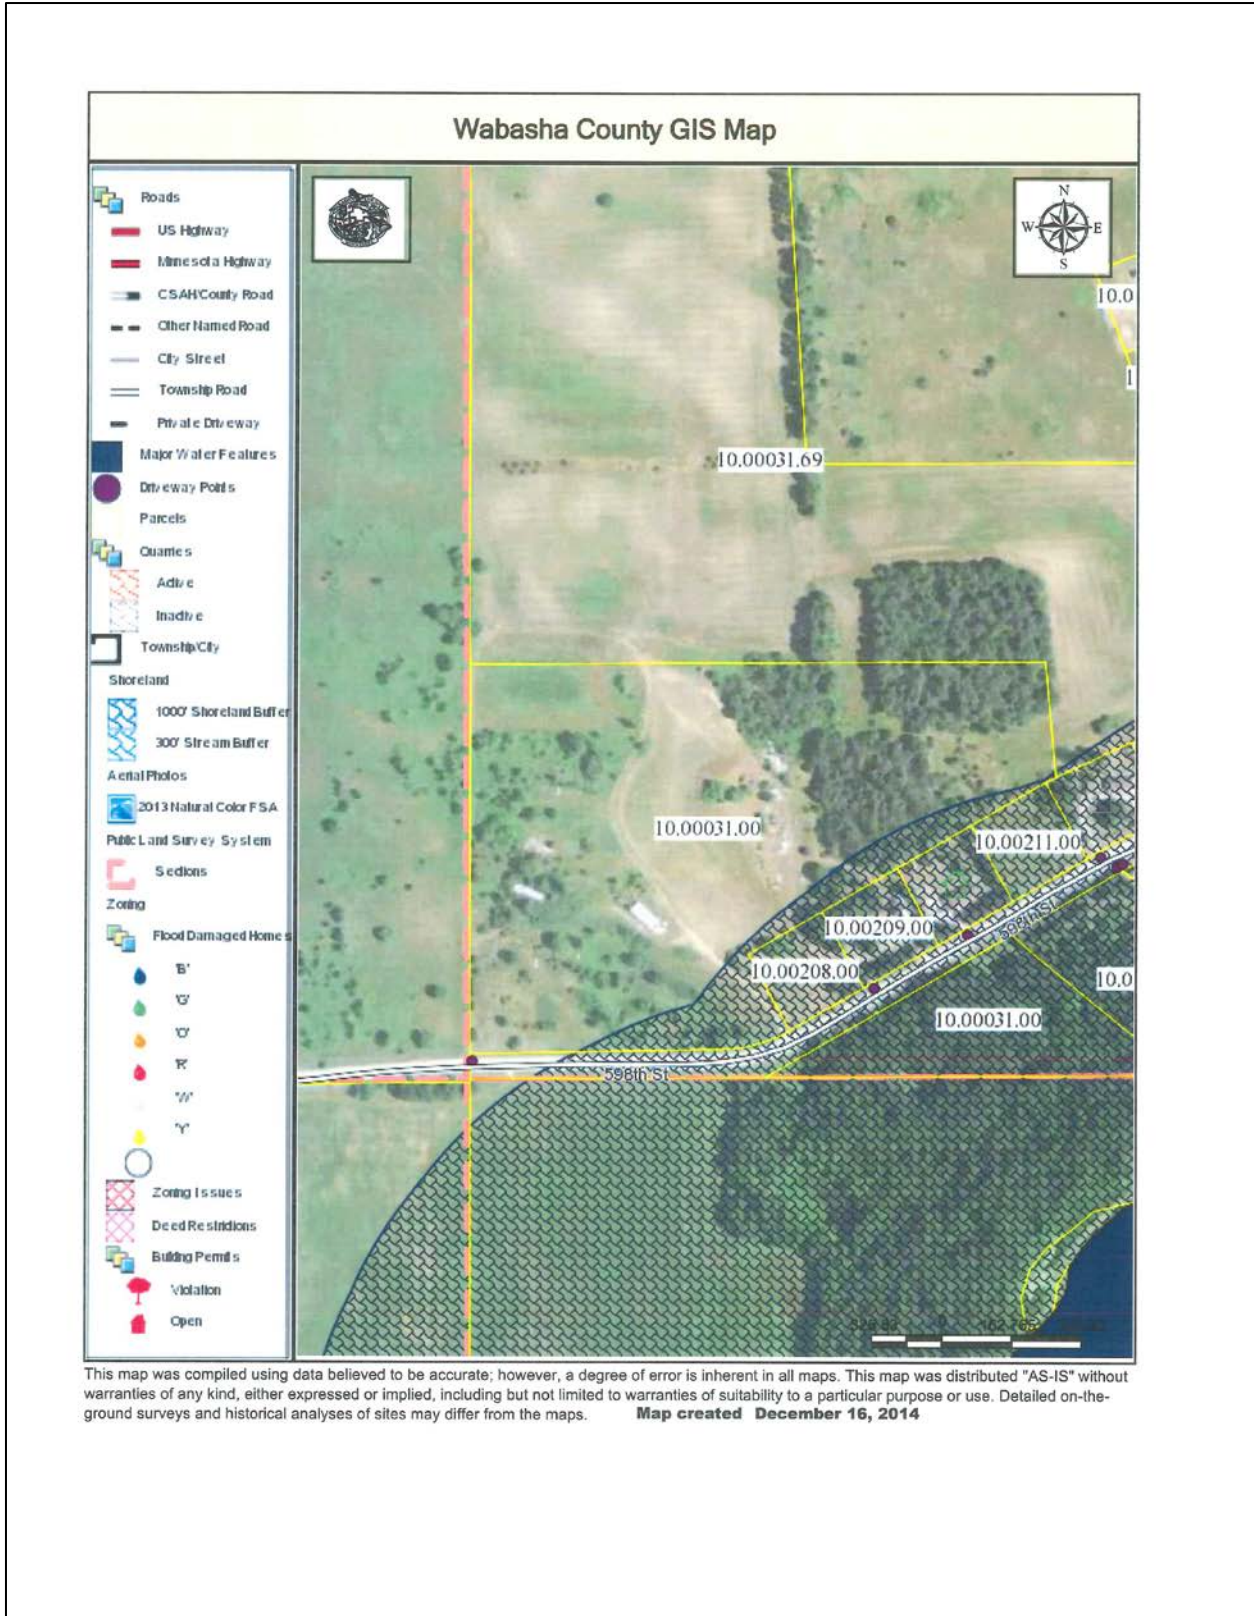 Wabasha County GIS Map
Roads
US Highway
Minnesota Highway
CSAH/County Road
Other Named Road
City Street
Township Road
Private Driveway
Major Water Features
Driveway Points
Parcels
Quarries
Active
Inactive
Township/City
Shoreland
1000' Shoreland Buffer
300' Stream Buffer
Aerial Photos
2013 Natural Color FSA
Public Land Survey System
Sections
Zoning
Flood Damaged Homes
'B'
'G'
'O'
'R'
'W'
'Y'
Zoning Issues
Deed Restrictions
Building Permits
Violation
Open
N
W E
S
10.0
1
10.00031.69
10.00031.00
10.00211.00
10.00209.00
598th St
10.00208.00
10.0
10.00031.00
598th St
0 162.765
This map was compiled using data believed to be accurate; however, a degree of error is inherent in all maps. This map was distributed "AS-IS" without
warranties of any kind, either expressed or implied, including but not limited to warranties of suitability to a particular purpose or use. Detailed on-the-
ground surveys and historical analyses of sites may differ from the maps. Map created December 16, 2014